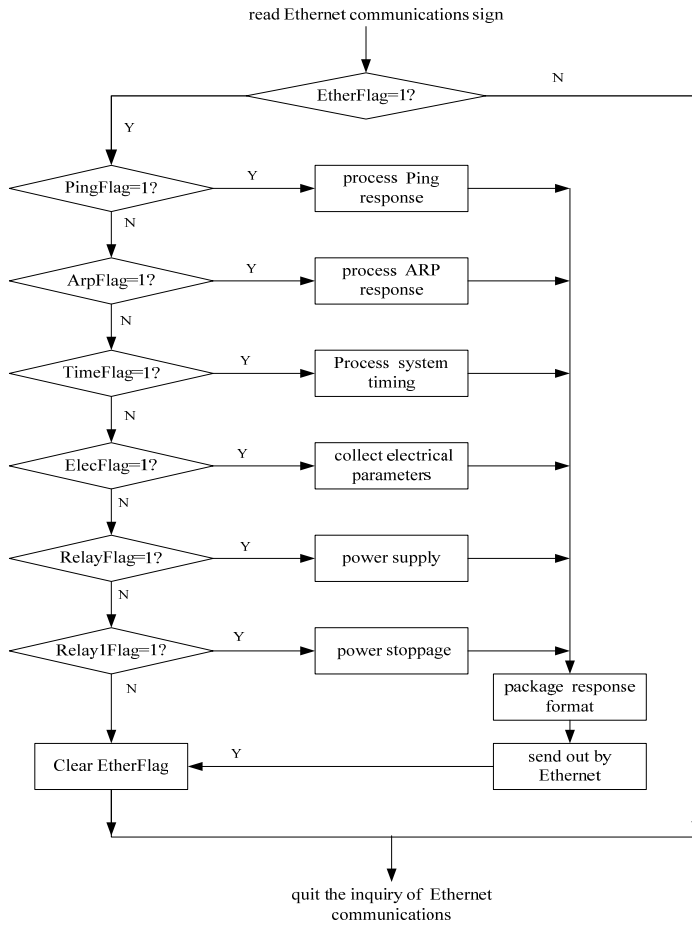 read Ethernet communications sign
EtherFlag=1?
N
Y
PingFlag=1?
Y
process Ping
response
N
ArpFlag=1?
Y
process ARP
response
N
TimeFlag=1?
Y
Process system
timing
N
ElecFlag=1?
Y
collect electrical
parameters
N
RelayFlag=1?
Y
power supply
N
Relay1Flag=1?
Y
power stoppage
N
package response
format
Clear EtherFlag
Y
send out by
Ethernet
quit the inquiry of Ethernet
communications